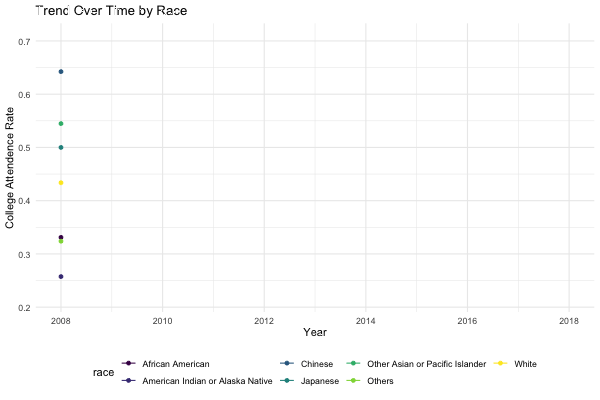 Trend Over Time by Race
0.7
0.6
0.5
0.4
0.3
0.2
College Attendence Rate
2008 2010 2012 2014 2016 2018
Year
race
African American Chinese Other Asian or Pacific Islander White
American Indian or Alaska Native Japanese Others